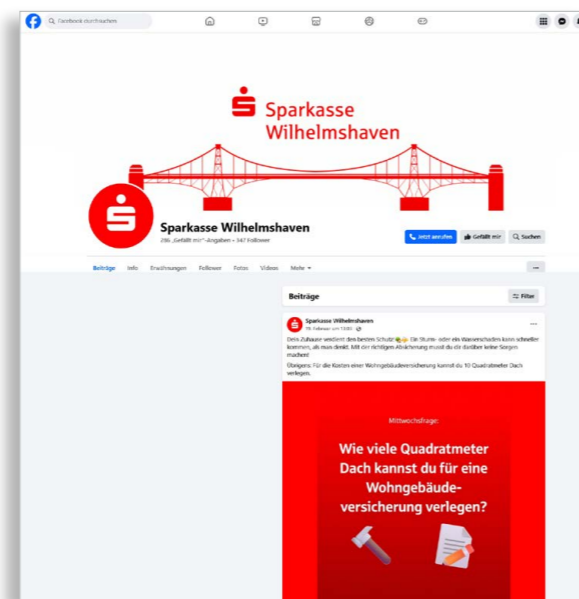 Facebook durchsuchen
Sparkasse
Wilhelmshaven
Sparkasse Wilhelmshaven
286 „Gefällt mir“-Angaben • 347 Follower
Jetzt anrufen
Gefällt mir
Suchen
Beiträge Info Erwähnungen Follower Fotos Videos Mehr
Beiträge
Filter
Sparkasse Wilhelmshaven
Februar um
Dein Zuhause verdient den besten Schutz Ein Sturm- oder ein Wasserschaden kann schneller
kommen, als man denkt. Mit der richtigen Absicherung musst du dir darüber keine Sorgen
machen!
Übrigens: Für die Kosten einer Wohngebäudeversicherung kannst du 10 Quadratmeter Dach
verlegen.
Mittwochsfrage:
Wie viele Quadratmeter
Dach kannst du für eine
Wohngebäude-
versicherung verlegen?